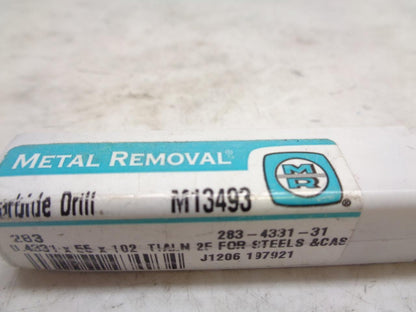 METAL REMOVAL®
arbide Drill M13493
283 283-4331-31
0.4331 x 55 x 102 TIALN 2F FOR STEELS &CAS
J1206 197921
M
R
®